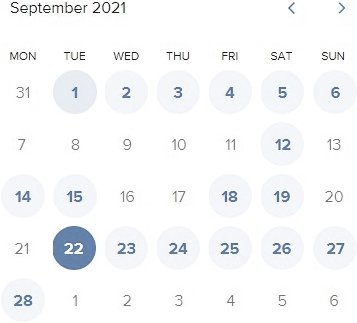 September 2021
MON TUE WED THU FRI SAT SUN
31 1 2 3 4 5 6
7 8 9 10 11 12 13
14 15 16 17 18 19 20
21 22 23 24 25 26 27
28 1 2 3 4 5 6